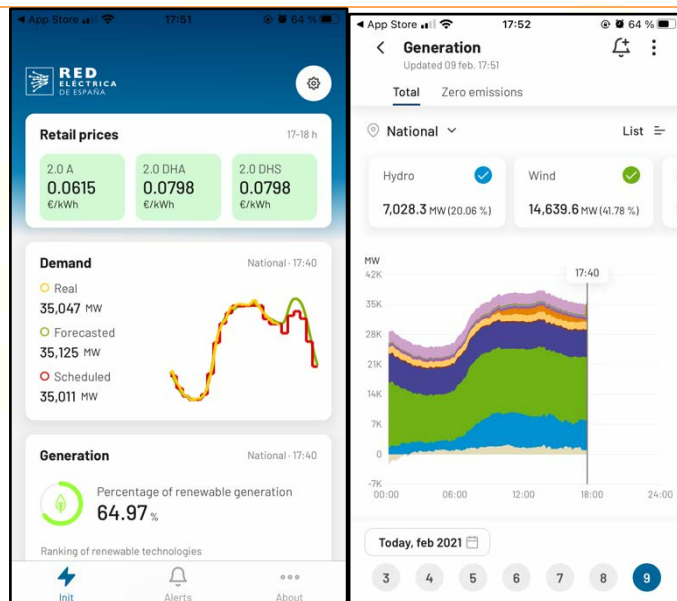 App Store
17:51
64 %
RED
ELÉCTRICA
DE ESPAÑA
Retail prices
17-18 h
2.0 A
0.0615
€/kWh
2.0 DHA
0.0798
€/kWh
2.0 DHS
0.0798
€/kWh
Demand
National · 17:40
Real
35,047 MW
Forecasted
35,125 MW
Scheduled
35,011 MW
Generation
National · 17:40
Percentage of renewable generation
64.97 %
Ranking of renewable technologies
Init
Alerts
About
App Store
17:52
64 %
Generation
Updated 09 feb. 17:51
Total
Zero emissions
National
List
Hydro
7,028.3 MW (20.06 %)
Wind
14,639.6 MW (41.78 %)
MW
42K
17:40
35K
28K
21K
14K
7K
0
-7K
00:00
06:00
12:00
18:00
24:00
Today, feb 2021
3 4 5 6 7 8 9